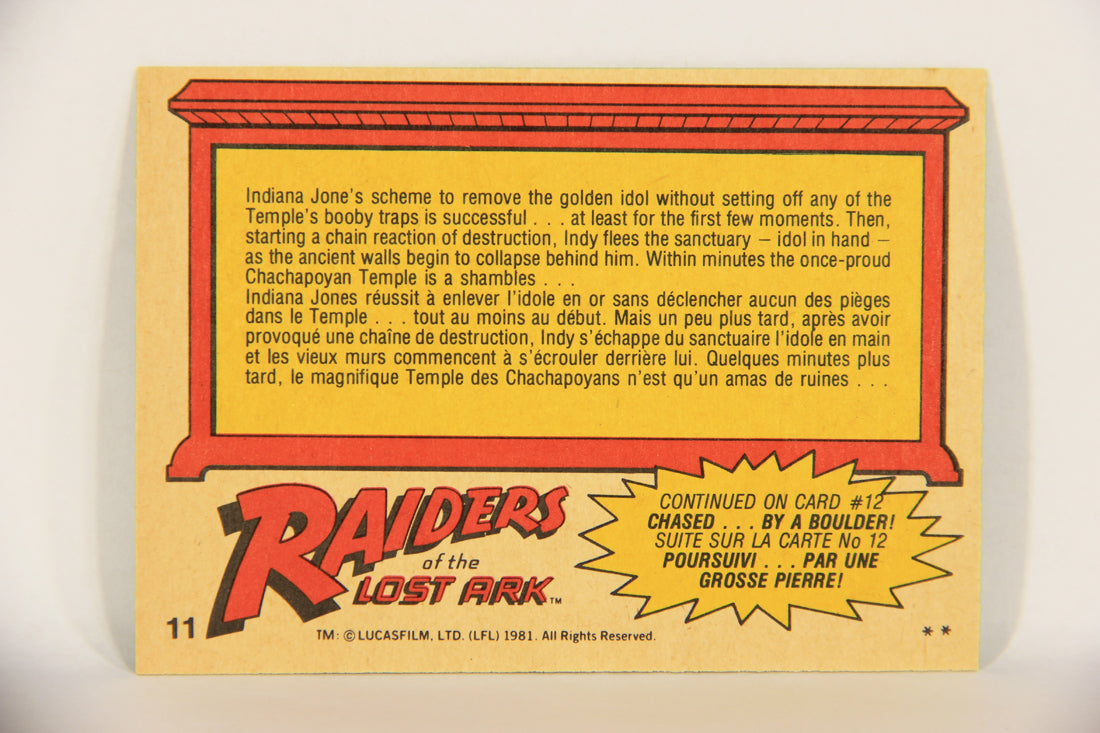 Indiana Jone's scheme to remove the golden idol without setting off any of the
Temple's booby traps is successful . . . at least for the first few moments. Then,
starting a chain reaction of destruction, Indy flees the sanctuary – idol in hand –
as the ancient walls begin to collapse behind him. Within minutes the once-proud
Chachapoyan Temple is a shambles . . .
Indiana Jones réussit à enlever l'idole en or sans déclencher aucun des pièges
dans le Temple . . . tout au moins au début. Mais un peu plus tard, après avoir
provoqué une chaîne de destruction, Indy s'échappe du sanctuaire l'idole en main
et les vieux murs commencent à s'écrouler derrière lui. Quelques minutes plus
tard, le magnifique Temple des Chachapoyans n'est qu'un amas de ruines . . .
RAIDERS
of the
LOST ARK™
CONTINUED ON CARD #12
CHASED . . . BY A BOULDER!
SUITE SUR LA CARTE No 12
POURSUIVI . . . PAR UNE
GROSSE PIERRE!
11
TM: © LUCASFILM, LTD. (LFL) 1981. All Rights Reserved.
* *